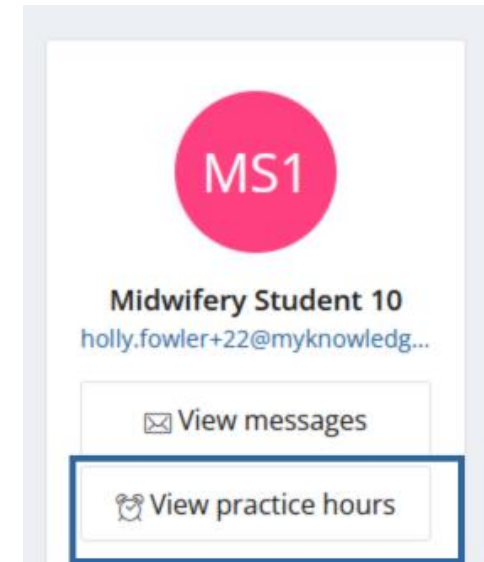 MS1
Midwifery Student 10
holly.fowler+22@myknowledg...
View messages
View practice hours